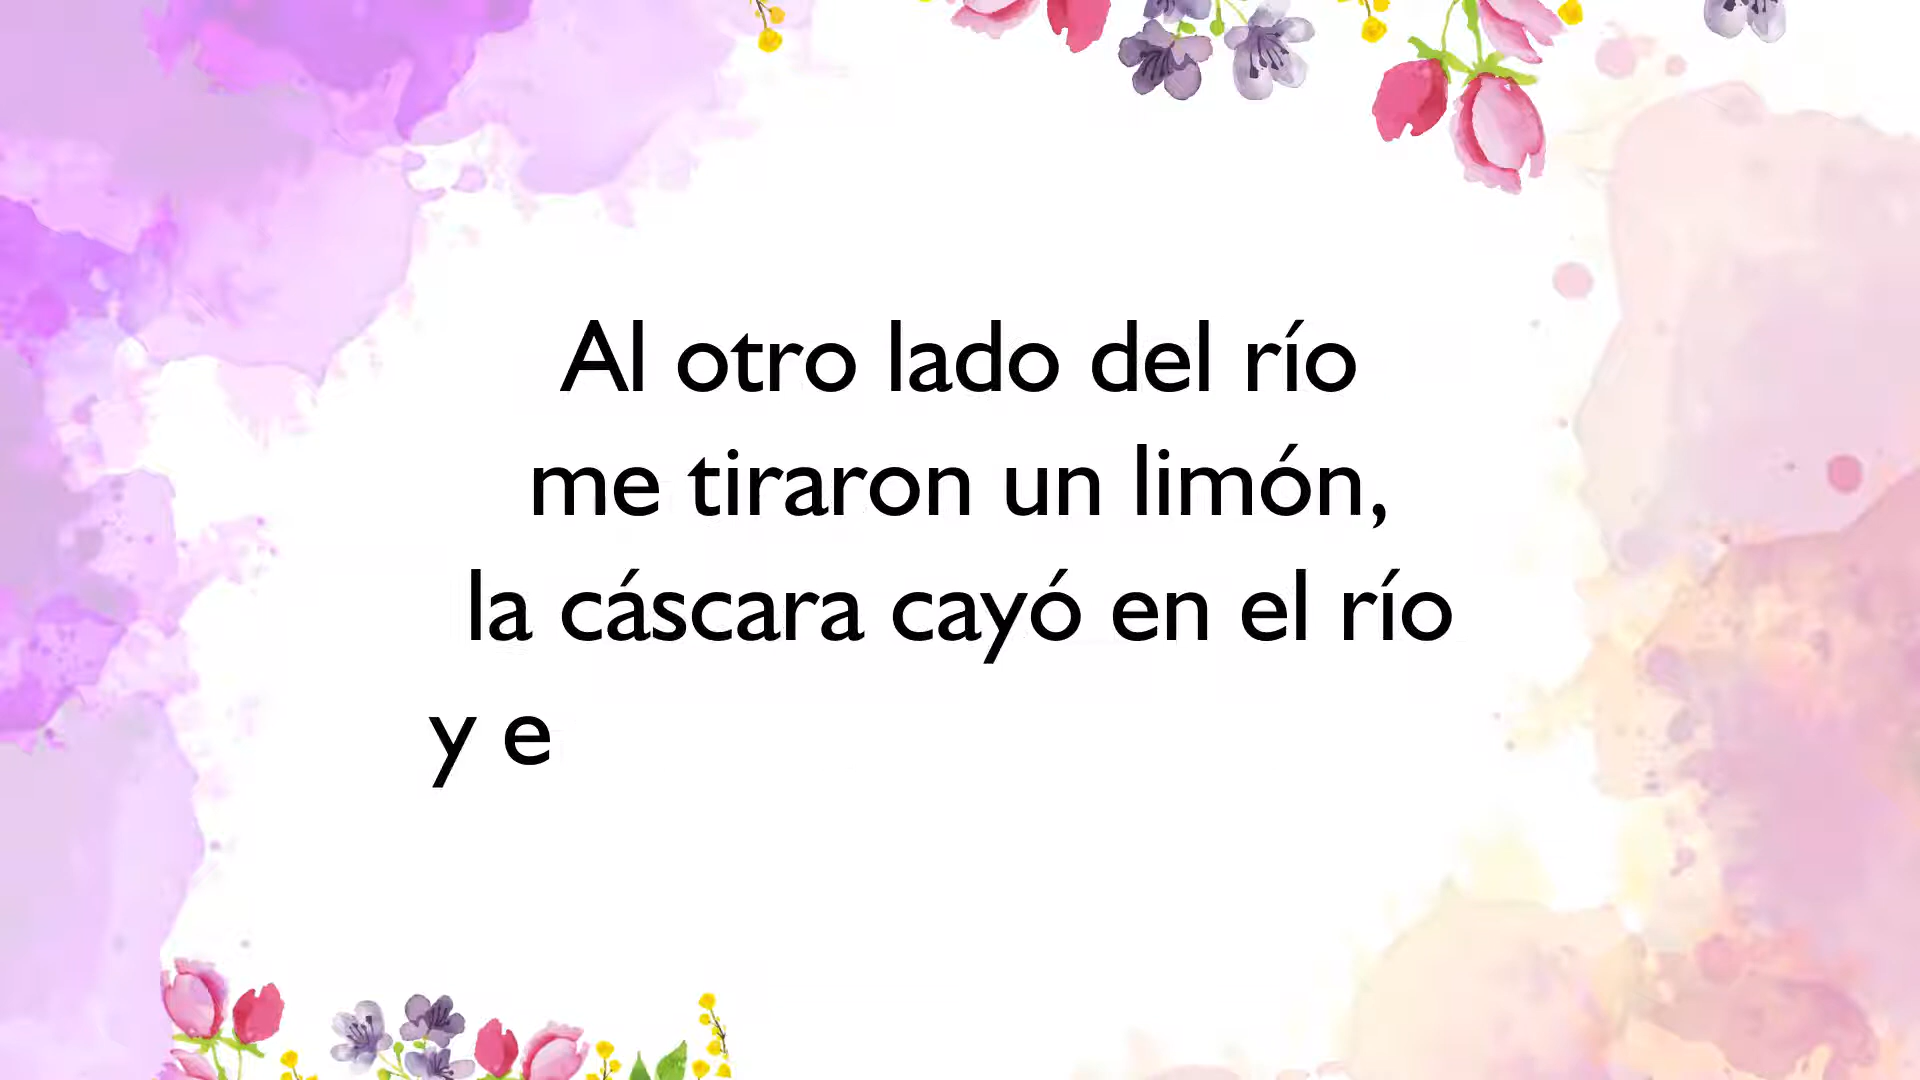 Al otro lado del río
me tiraron un limón,
la cáscara cayó en el río
y e